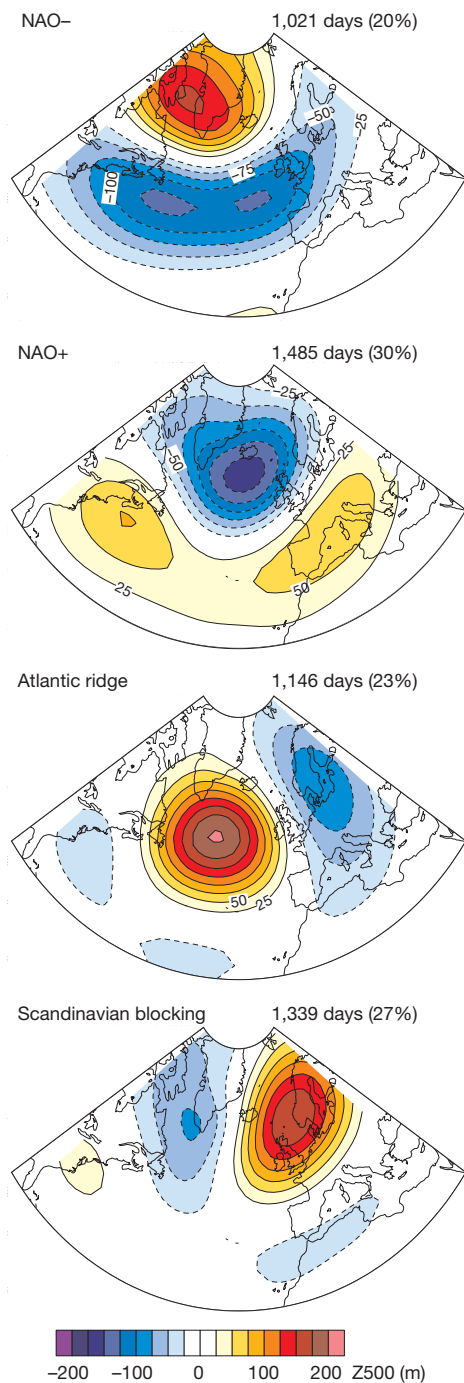 NAO− 1,021 days (20%)
−50
−25
−75
−100
NAO+ 1,485 days (30%)
−25
−25
−50
25
50
Atlantic ridge 1,146 days (23%)
50
25
Scandinavian blocking 1,339 days (27%)
−200 −100 0 100 200 Z500 (m)